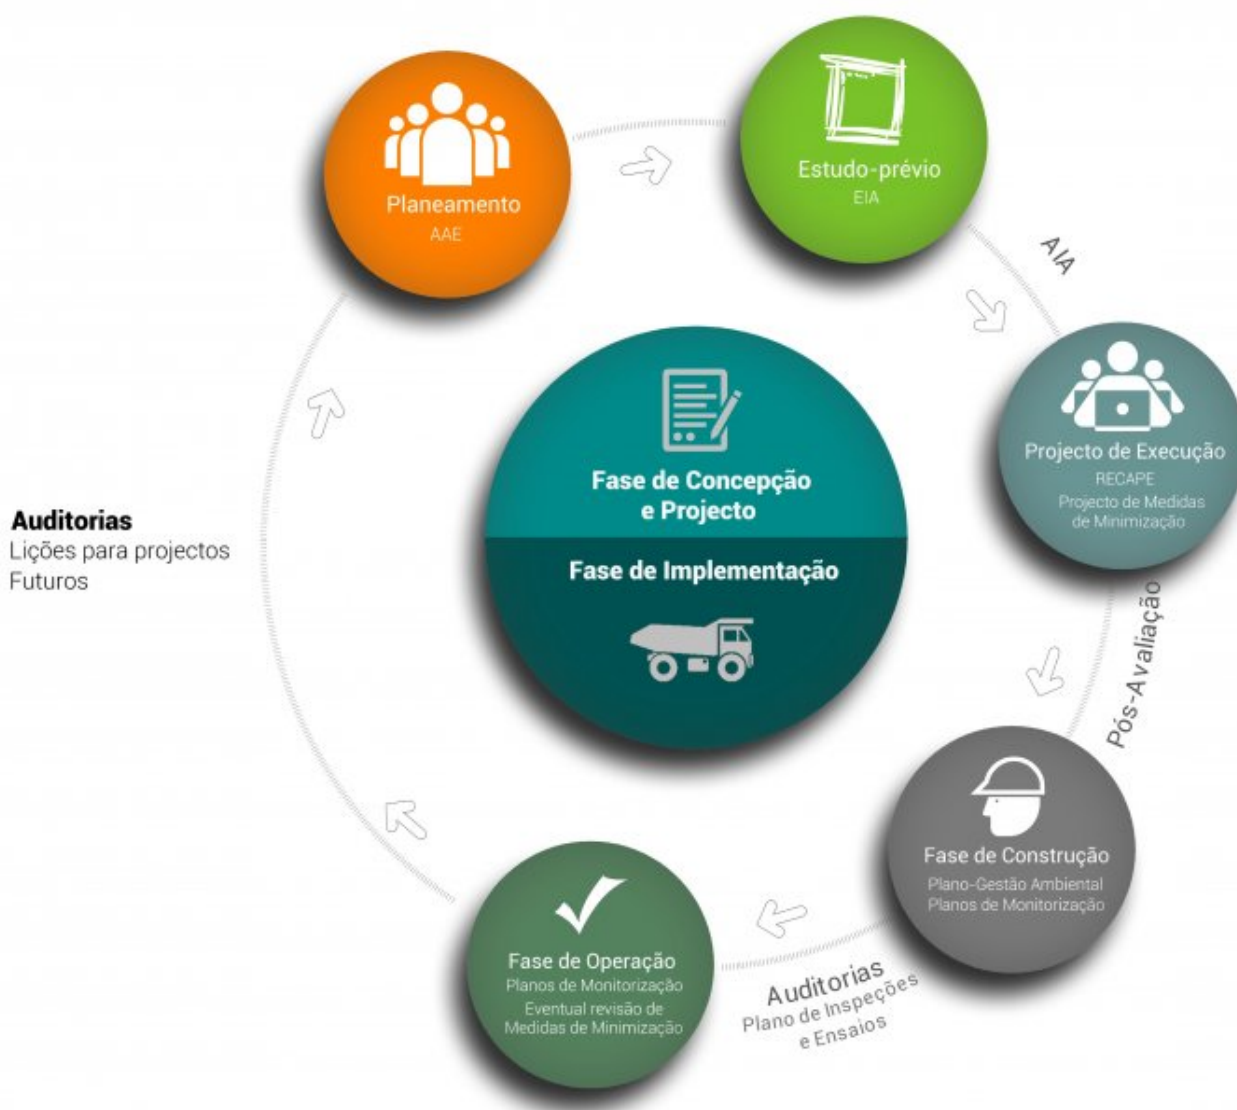 Planeamento
AAE
Estudo-prévio
EIA
AIA
Projecto de Execução
RECAPE
Projecto de Medidas
de Minimização
Pós-Avaliação
Fase de Concepção
e Projecto
Fase de Implementação
Fase de Construção
Plano-Gestão Ambiental
Planos de Monitorização
Auditorias
Plano de Inspeções
e Ensaios
Fase de Operação
Planos de Monitorização
Eventual revisão de
Medidas de Minimização
Auditorias
Lições para projectos
Futuros